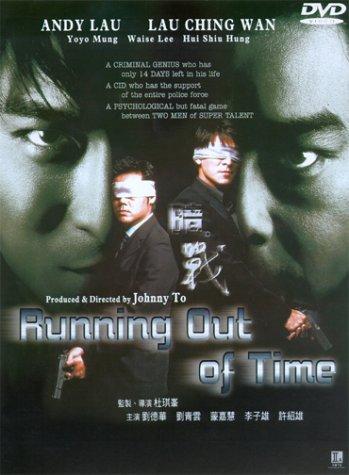 DVD
VIDEO
ANDY LAU LAU CHING WAN
Yoyo Mung Waise Lee Hui Shiu Hung
A CRIMINAL GENIUS who has
only 14 DAYS left in his life
A CID who has the support of
the entire police force
A PSYCHOLOGICAL but fatal game
between TWO MEN of SUPER TALENT
暗戰
Produced & Directed by Johnny To
Running Out
of Time
監製、導演 杜琪峯
主演 劉德華 劉青雲 蒙嘉慧 李子雄 許紹雄